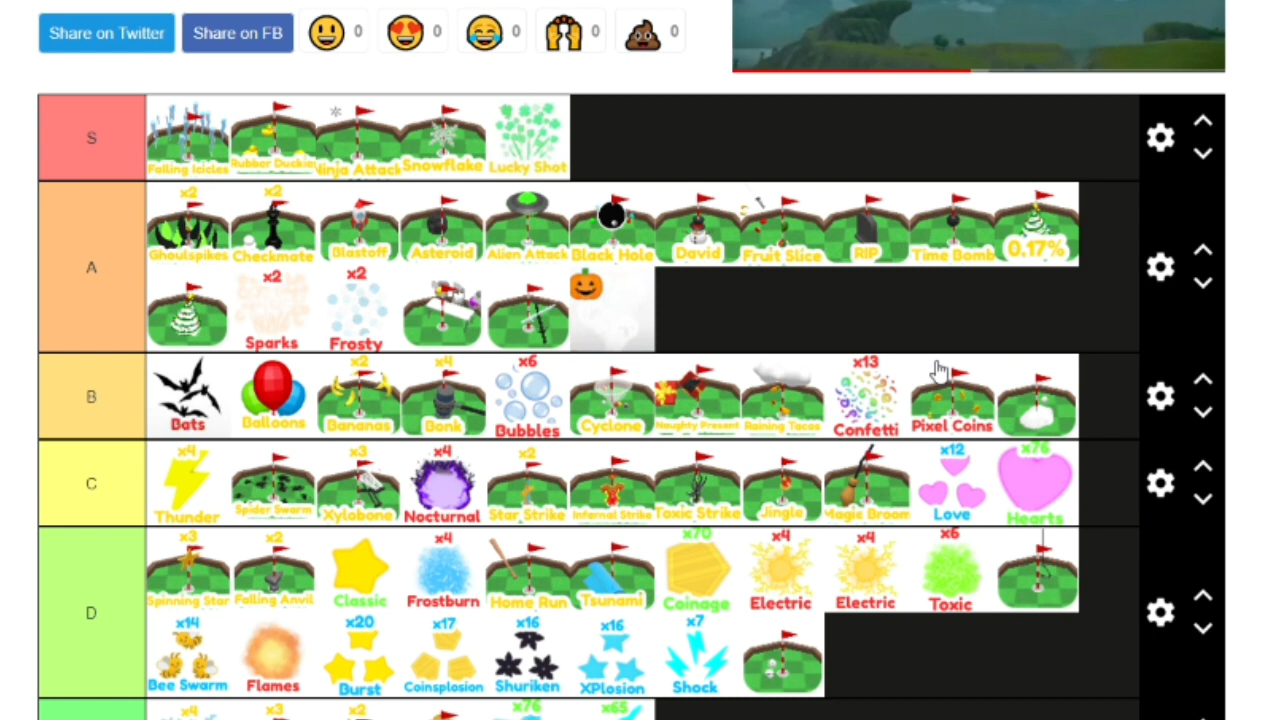 Share on Twitter
Share on FB
0
0
0
0
0
S
Falling Icicles
Rubber Duckies
Ninja Attack
Snowflake
Lucky Shot
A
x2
Ghoulspikes
x2
Checkmate
Blastoff
Asteroid
Alien Attack
Black Hole
David
Fruit Slice
RIP
Time Bomb
0.17%
x2
Sparks
x2
Frosty
B
Bats
Balloons
x2
Bananas
x4
Bonk
x6
Bubbles
Cyclone
Naughty Present
Raining Tacos
x13
Confetti
Pixel Coins
C
x4
Thunder
Spider Swarm
x3
Xylobone
x4
Nocturnal
x2
Star Strike
Infernal Strike
Toxic Strike
Jingle
Magic Broom
x12
Love
x76
Hearts
D
x3
Spinning Star
x2
Falling Anvil
Classic
x4
Frostburn
Home Run
Tsunami
x70
Coinage
x4
Electric
x4
Electric
x6
Toxic
x14
Bee Swarm
Flames
x20
Burst
x17
Coinsplosion
x16
Shuriken
x16
XPlosion
x7
Shock
x4
x3
x2
x76
x65